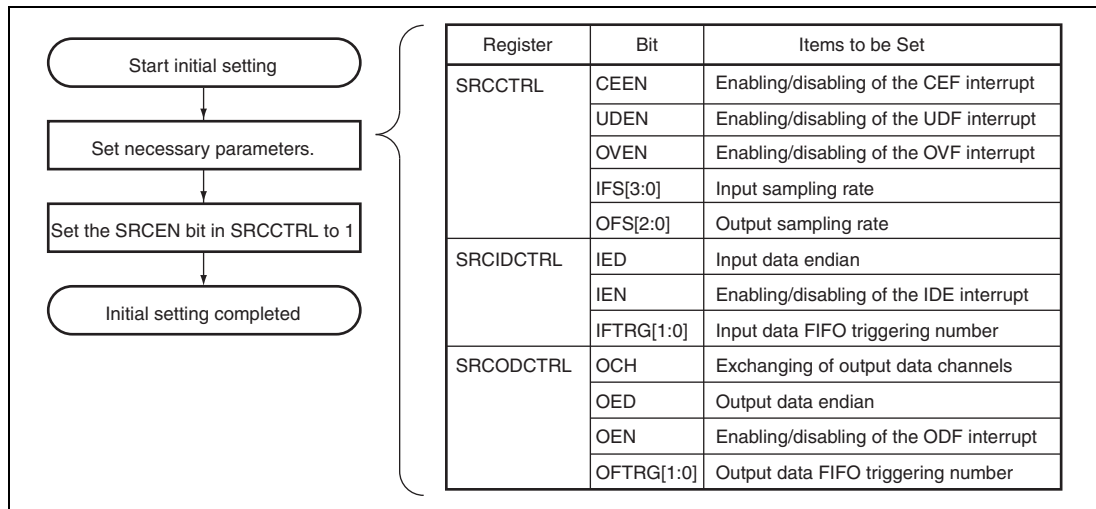 Start initial setting
Set necessary parameters.
Set the SRCEN bit in SRCCTRL to 1
Initial setting completed
Register Bit Items to be Set
SRCCTRL CEEN Enabling/disabling of the CEF interrupt
UDEN Enabling/disabling of the UDF interrupt
OVEN Enabling/disabling of the OVF interrupt
IFS[3:0] Input sampling rate
OFS[2:0] Output sampling rate
SRCIDCTRL IED Input data endian
IEN Enabling/disabling of the IDE interrupt
IFTRG[1:0] Input data FIFO triggering number
SRCODCTRL OCH Exchanging of output data channels
OED Output data endian
OEN Enabling/disabling of the ODF interrupt
OFTRG[1:0] Output data FIFO triggering number